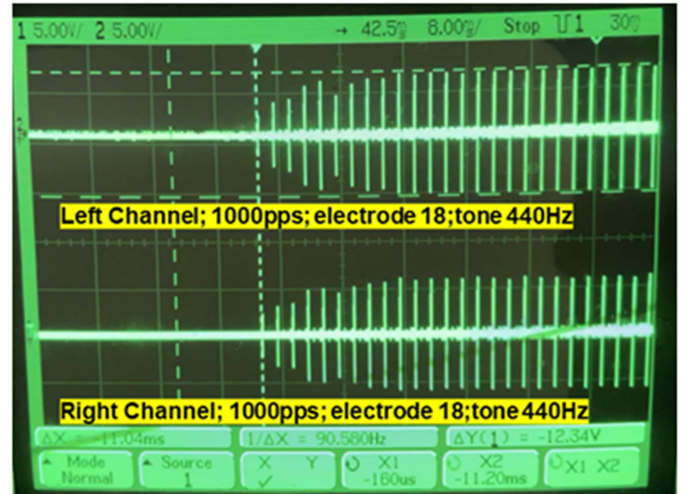 1 5.00V/ 2 5.00V/ → 42.5 8.00 / Stop 1 300
2
Left Channel; 1000pps; electrode 18;tone 440Hz
Right Channel; 1000pps; electrode 18;tone 440Hz
ΔX = -11.04ms 1/ΔX = 90.580Hz ΔY(1) = -12.34V
Mode Source X Y X1 X2 X1 X2
Normal 1 ✓ -160us -11.20ms